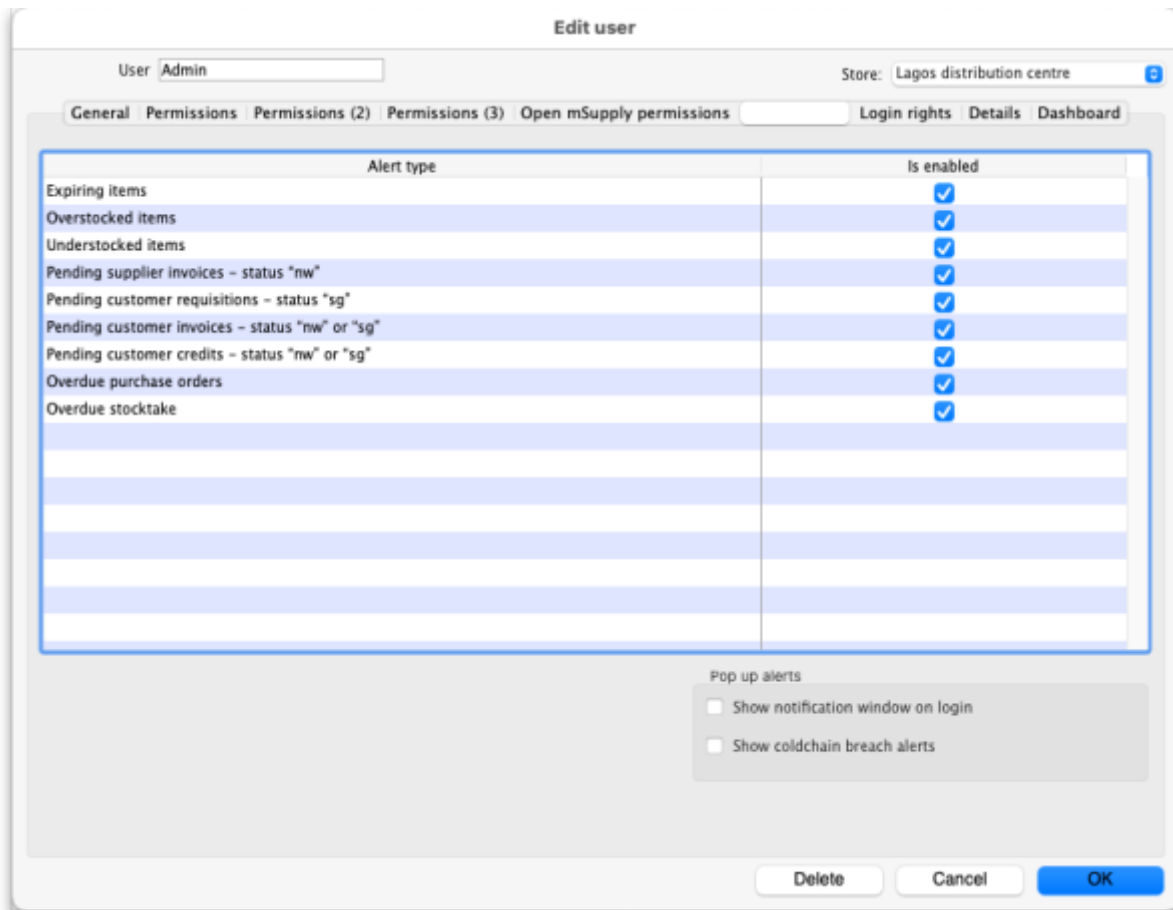 Edit user
User Admin Store: Lagos distribution centre
General Permissions Permissions (2) Permissions (3) Open mSupply permissions Login rights Details Dashboard
Alert type Is enabled
Expiring items
Overstocked items
Understocked items
Pending supplier invoices – status "nw"
Pending customer requisitions – status "sg"
Pending customer invoices – status "nw" or "sg"
Pending customer credits – status "nw" or "sg"
Overdue purchase orders
Overdue stocktake
Pop up alerts
Show notification window on login
Show coldchain breach alerts
Delete Cancel OK